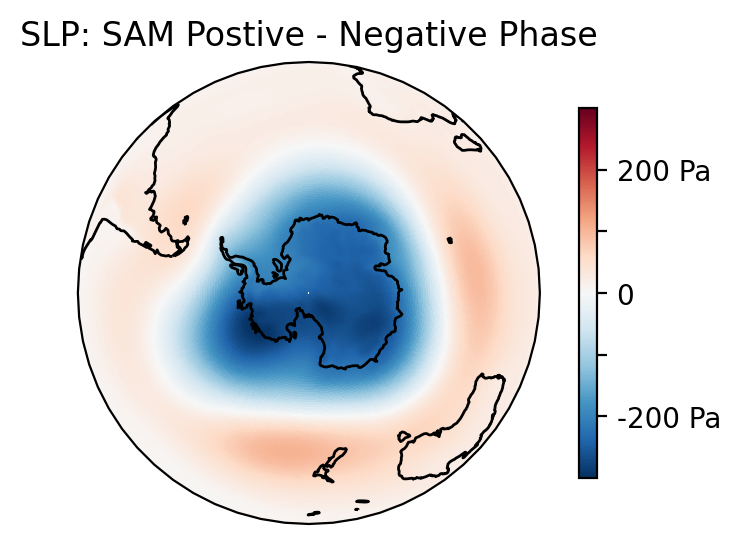 SLP: SAM Postive - Negative Phase
200 Pa
0
-200 Pa